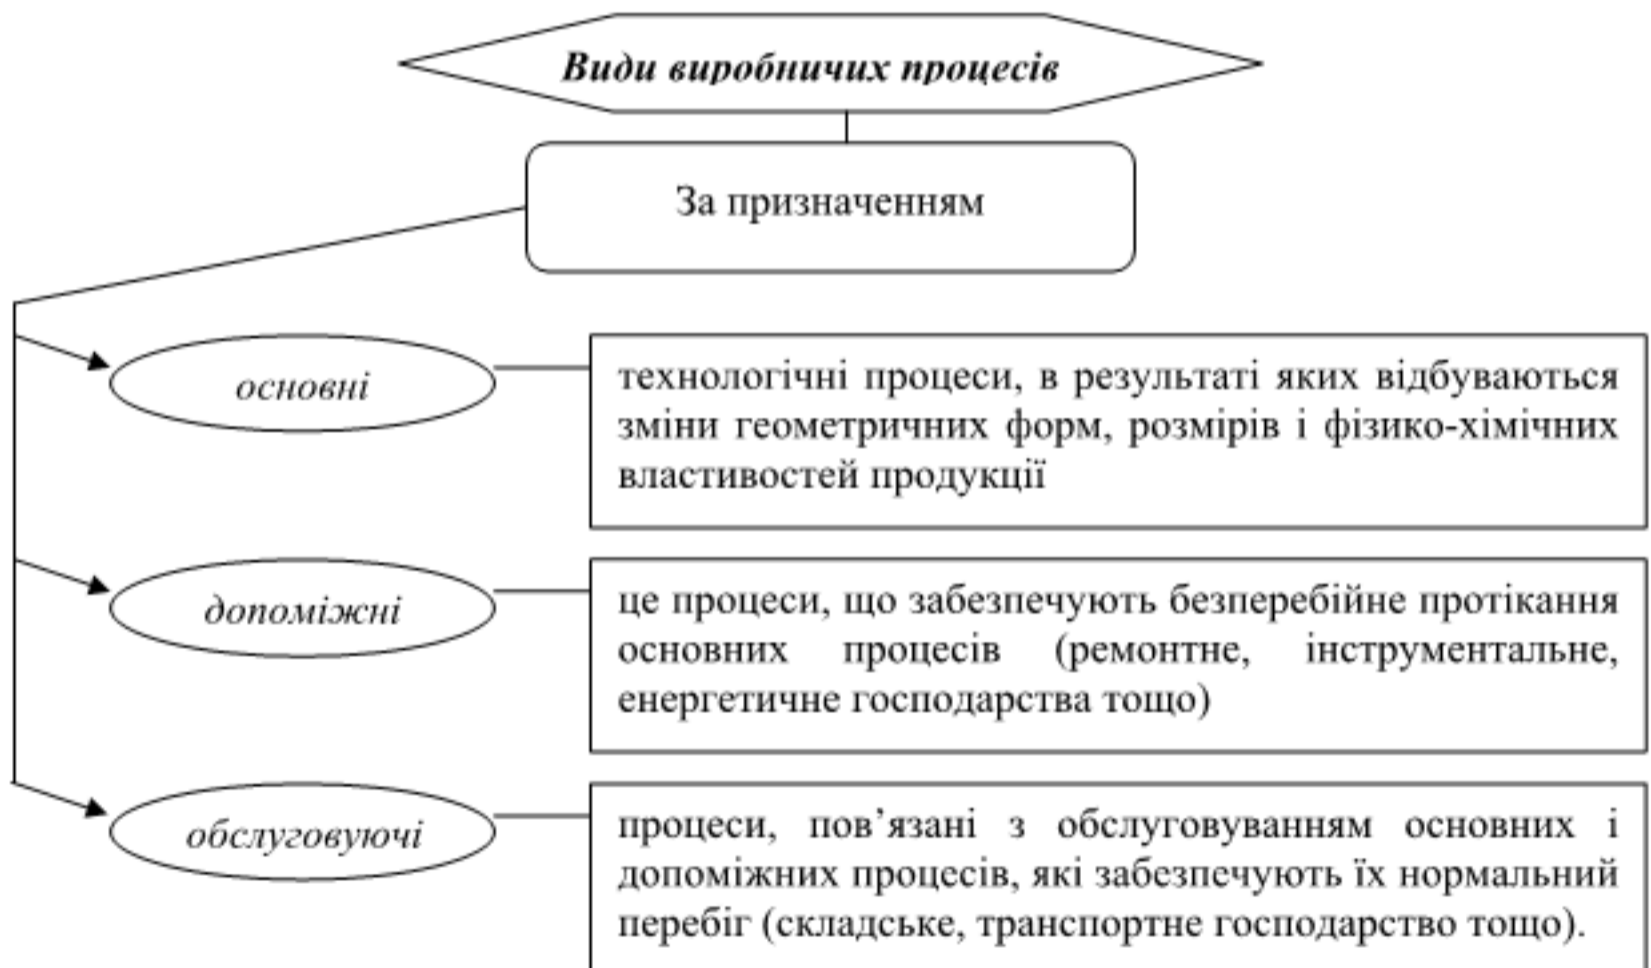 Види виробничих процесів
За призначенням
основні
технологічні процеси, в результаті яких відбуваються
зміни геометричних форм, розмірів і фізико-хімічних
властивостей продукції
допоміжні
це процеси, що забезпечують безперебійне протікання
основних процесів (ремонтне, інструментальне,
енергетичне господарства тощо)
обслуговуючі
процеси, пов’язані з обслуговуванням основних і
допоміжних процесів, які забезпечують їх нормальний
перебіг (складське, транспортне господарство тощо).